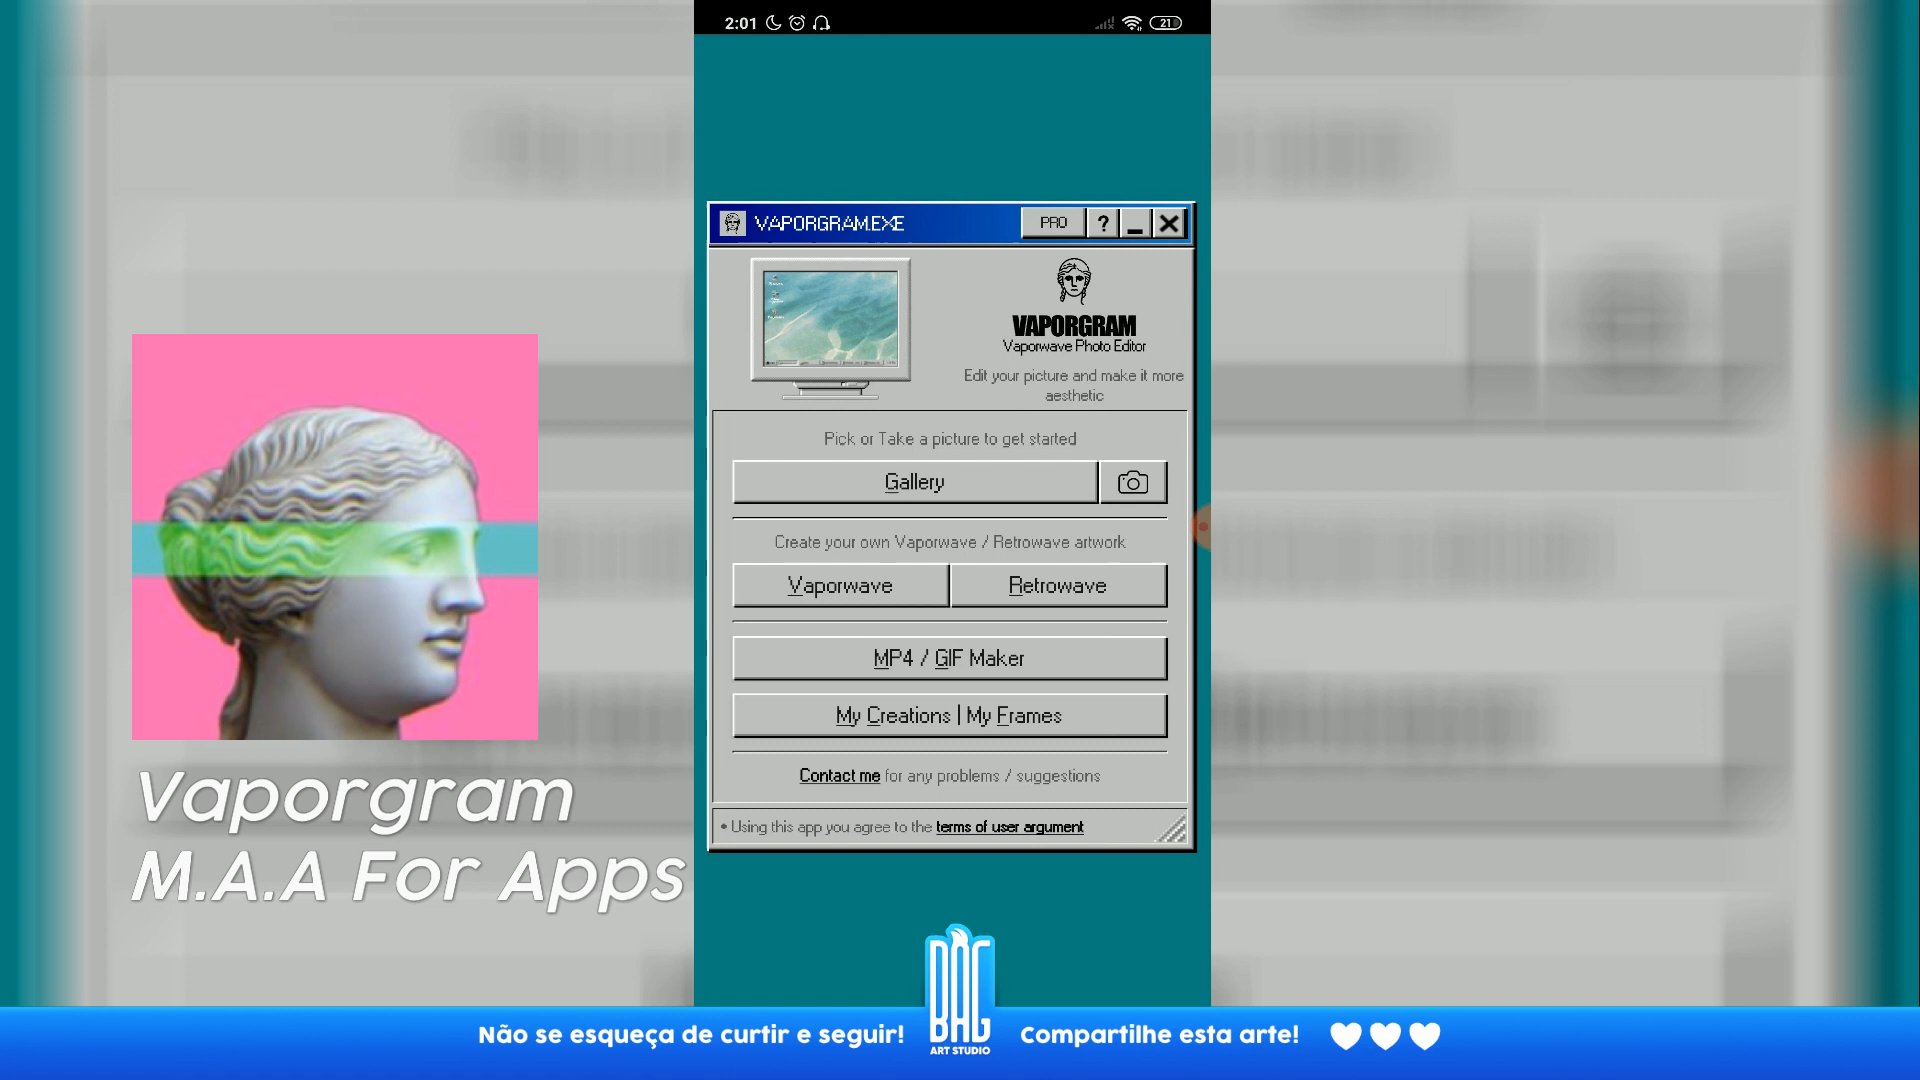 2:01
21
VAPORGRAM.EXE
PRO
?
VAPORGRAM
Vaporwave Photo Editor
Edit your picture and make it more
aesthetic
Pick or Take a picture to get started
Gallery
Create your own Vaporwave / Retrowave artwork
Vaporwave
Retrowave
MP4 / GIF Maker
My Creations | My Frames
Contact me for any problems / suggestions
• Using this app you agree to the terms of user argument
Vaporgram
M.A.A For Apps
Não se esqueça de curtir e seguir!
BAG
ART STUDIO
Compartilhe esta arte!